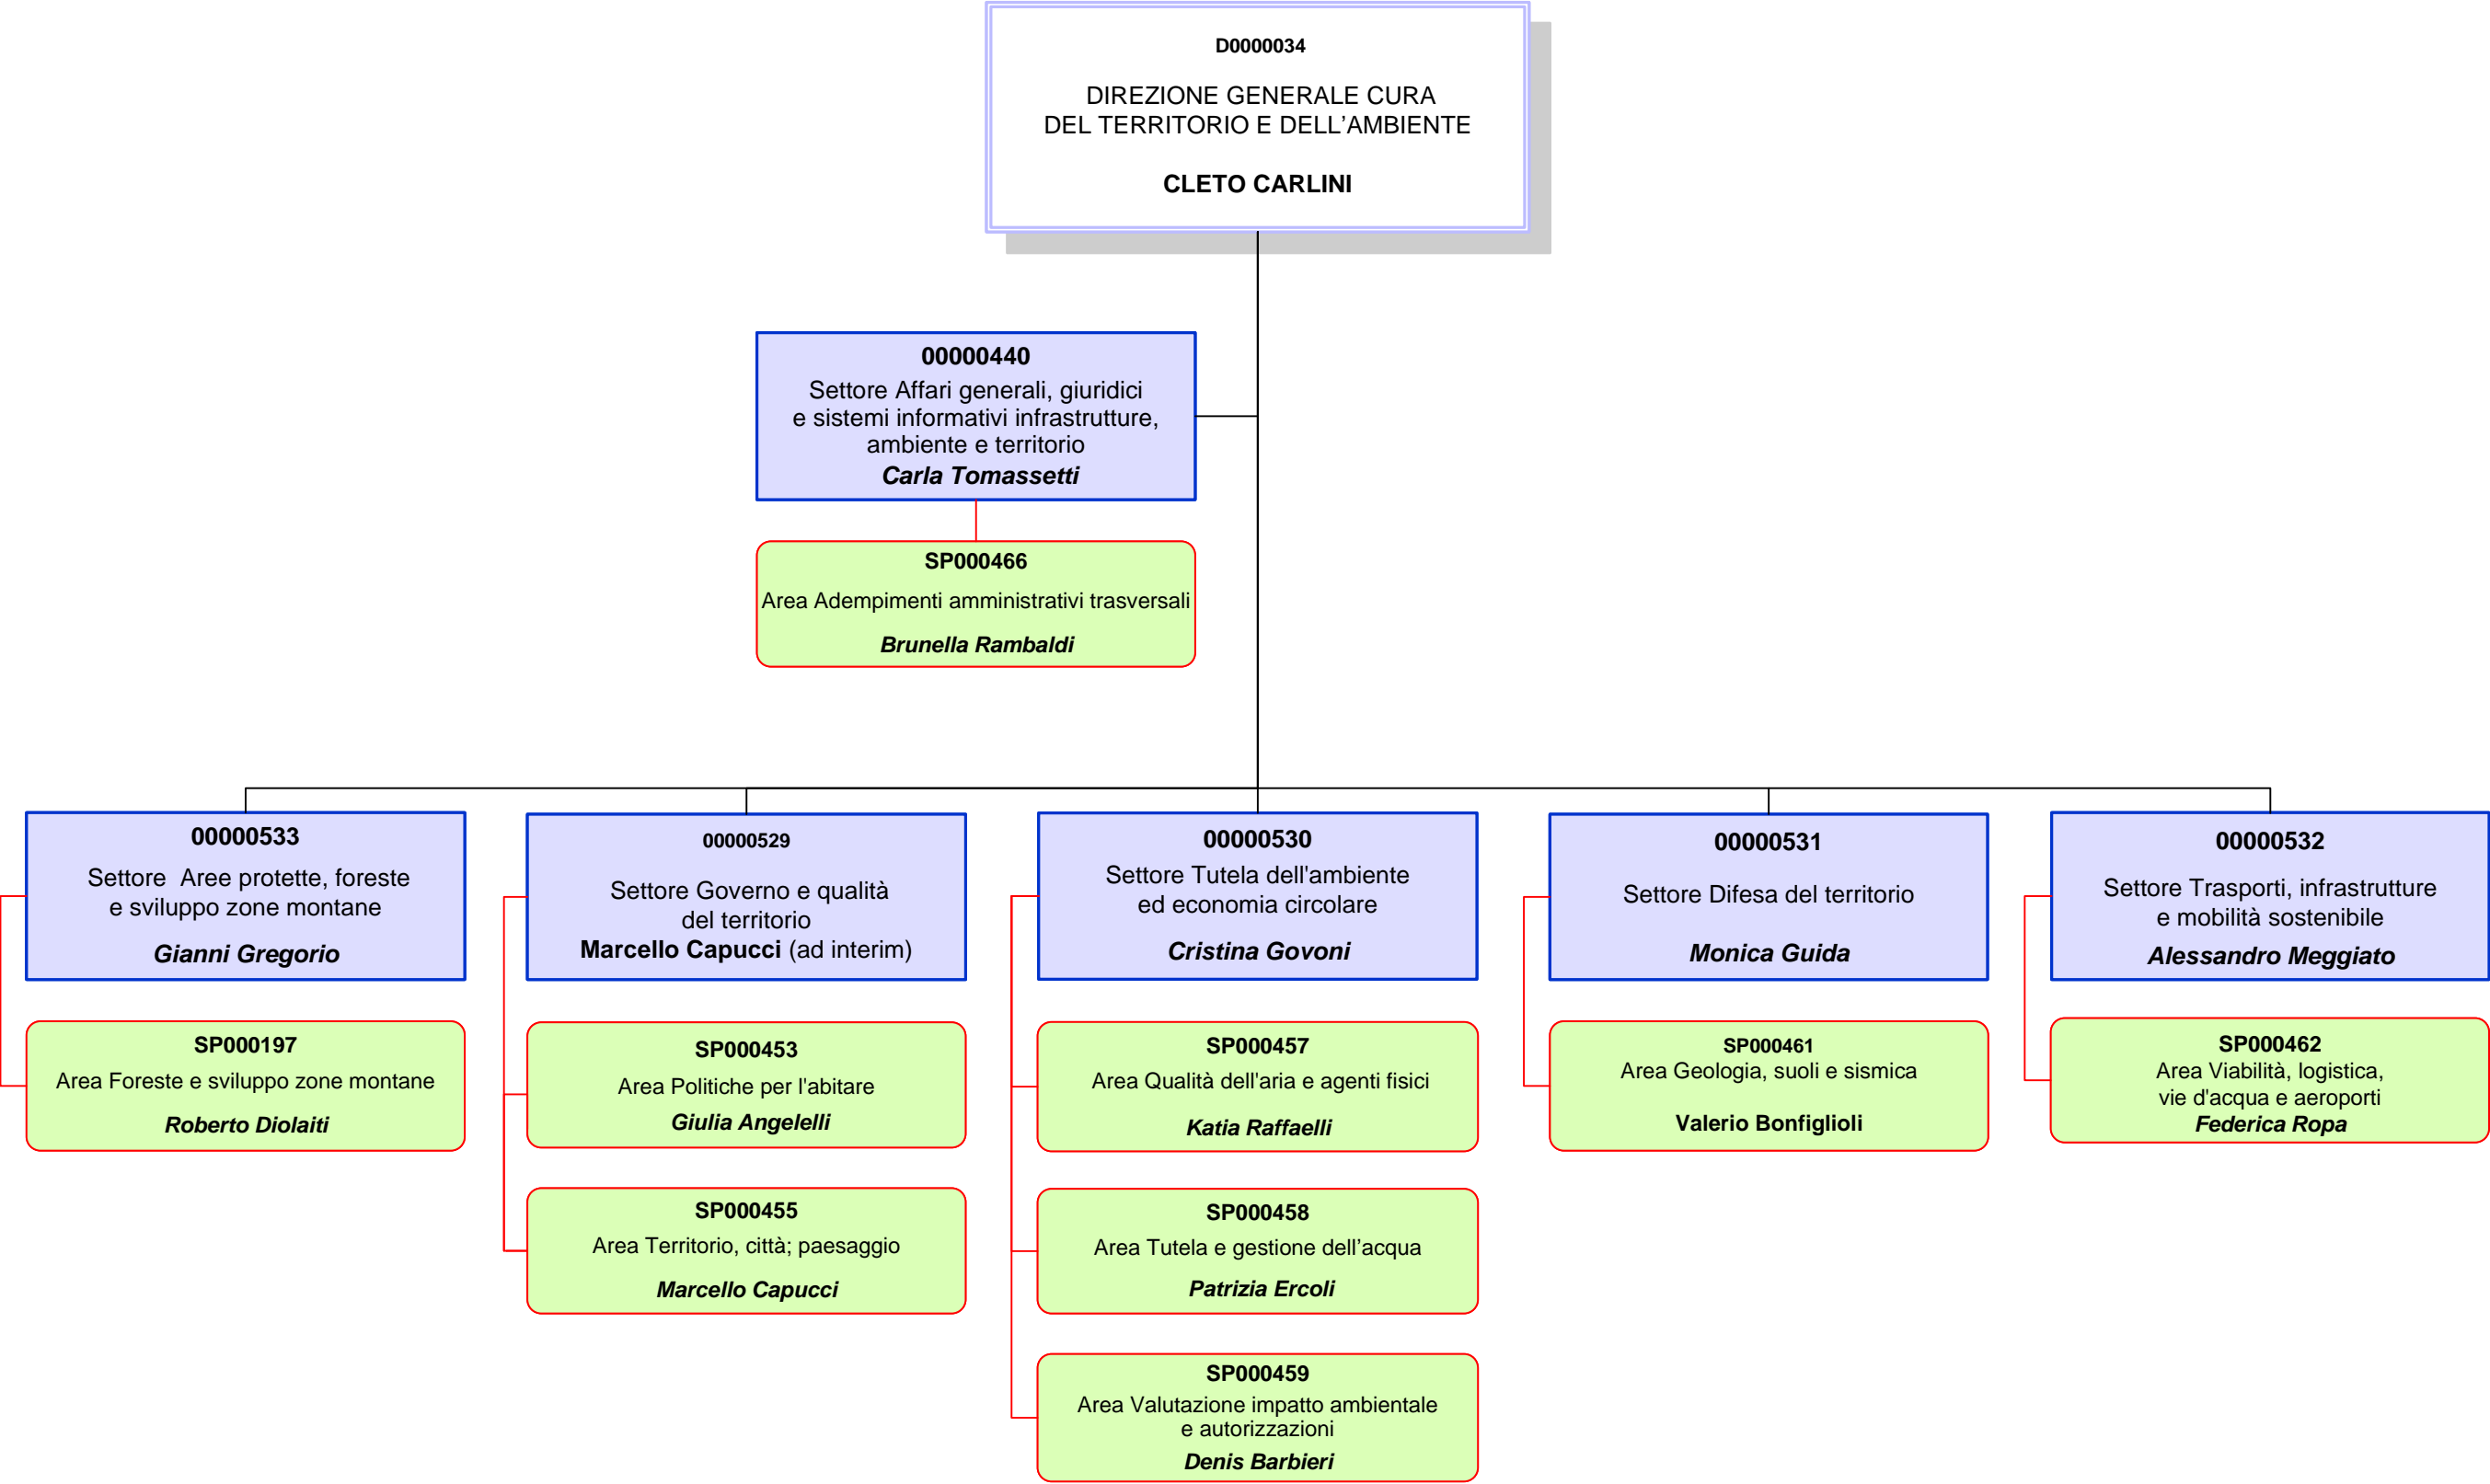 D0000034
DIREZIONE GENERALE CURA
DEL TERRITORIO E DELL’AMBIENTE
CLETO CARLINI
00000440
Settore Affari generali, giuridici
e sistemi informativi infrastrutture,
ambiente e territorio
Carla Tomassetti
SP000466
Area Adempimenti amministrativi trasversali
Brunella Rambaldi
00000533
Settore Aree protette, foreste
e sviluppo zone montane
Gianni Gregorio
SP000197
Area Foreste e sviluppo zone montane
Roberto Diolaiti
00000529
Settore Governo e qualità
del territorio
Marcello Capucci (ad interim)
SP000453
Area Politiche per l'abitare
Giulia Angelelli
SP000455
Area Territorio, città; paesaggio
Marcello Capucci
00000530
Settore Tutela dell'ambiente
ed economia circolare
Cristina Govoni
SP000457
Area Qualità dell'aria e agenti fisici
Katia Raffaelli
SP000458
Area Tutela e gestione dell’acqua
Patrizia Ercoli
SP000459
Area Valutazione impatto ambientale
e autorizzazioni
Denis Barbieri
00000531
Settore Difesa del territorio
Monica Guida
SP000461
Area Geologia, suoli e sismica
Valerio Bonfiglioli
00000532
Settore Trasporti, infrastrutture
e mobilità sostenibile
Alessandro Meggiato
SP000462
Area Viabilità, logistica,
vie d'acqua e aeroporti
Federica Ropa